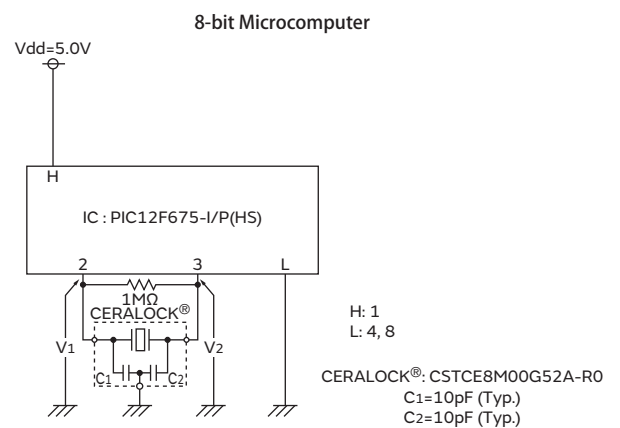 8-bit Microcomputer
Vdd=5.0V
H
IC : PIC12F675-I/P(HS)
2 3 L
1MΩ
CERALOCK®
V1 V2
C1 C2
H: 1
L: 4, 8
CERALOCK®: CSTCE8M00G52A-R0
C1=10pF (Typ.)
C2=10pF (Typ.)